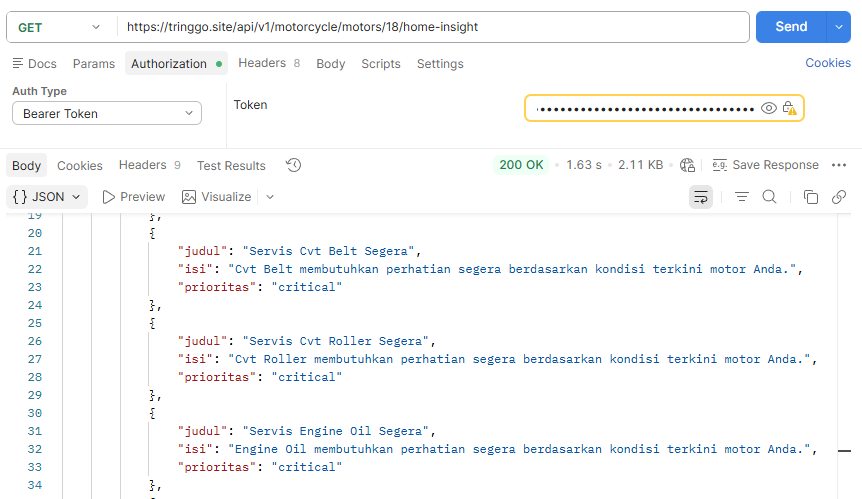 GET https://tringgo.site/api/v1/motorcycle/motors/18/home-insight Send
Docs Params Authorization Headers 8 Body Scripts Settings Cookies
Auth Type
Bearer Token
Token
Body Cookies Headers 9 Test Results 200 OK • 1.63 s • 2.11 KB • e.g. Save Response
{} JSON Preview Visualize
19 },
20 {
21 "judul": "Servis Cvt Belt Segera",
22 "isi": "Cvt Belt membutuhkan perhatian segera berdasarkan kondisi terkini motor Anda.",
23 "prioritas": "critical"
24 },
25 {
26 "judul": "Servis Cvt Roller Segera",
27 "isi": "Cvt Roller membutuhkan perhatian segera berdasarkan kondisi terkini motor Anda.",
28 "prioritas": "critical"
29 },
30 {
31 "judul": "Servis Engine Oil Segera",
32 "isi": "Engine Oil membutuhkan perhatian segera berdasarkan kondisi terkini motor Anda.",
33 "prioritas": "critical"
34 },